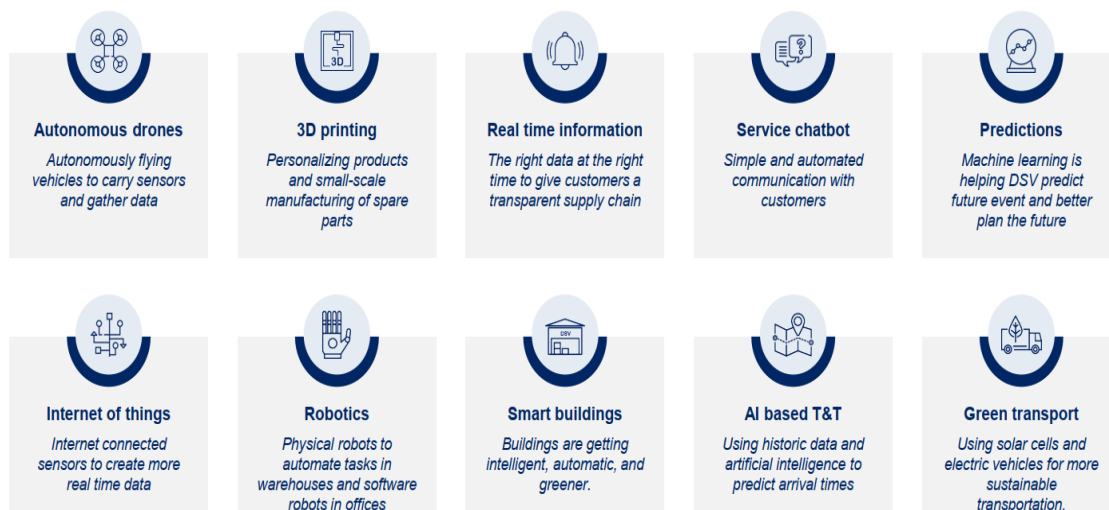 3D
Autonomous drones
Autonomously flying
vehicles to carry sensors
and gather data
3D printing
Personalizing products
and small-scale
manufacturing of spare
parts
Real time information
The right data at the right
time to give customers a
transparent supply chain
?
Service chatbot
Simple and automated
communication with
customers
Predictions
Machine learning is
helping DSV predict
future event and better
plan the future
Internet of things
Internet connected
sensors to create more
real time data
Robotics
Physical robots to
automate tasks in
warehouses and software
robots in offices
DSV
Smart buildings
Buildings are getting
intelligent, automatic, and
greener.
AI based T&T
Using historic data and
artificial intelligence to
predict arrival times
Green transport
Using solar cells and
electric vehicles for more
sustainable
transportation.